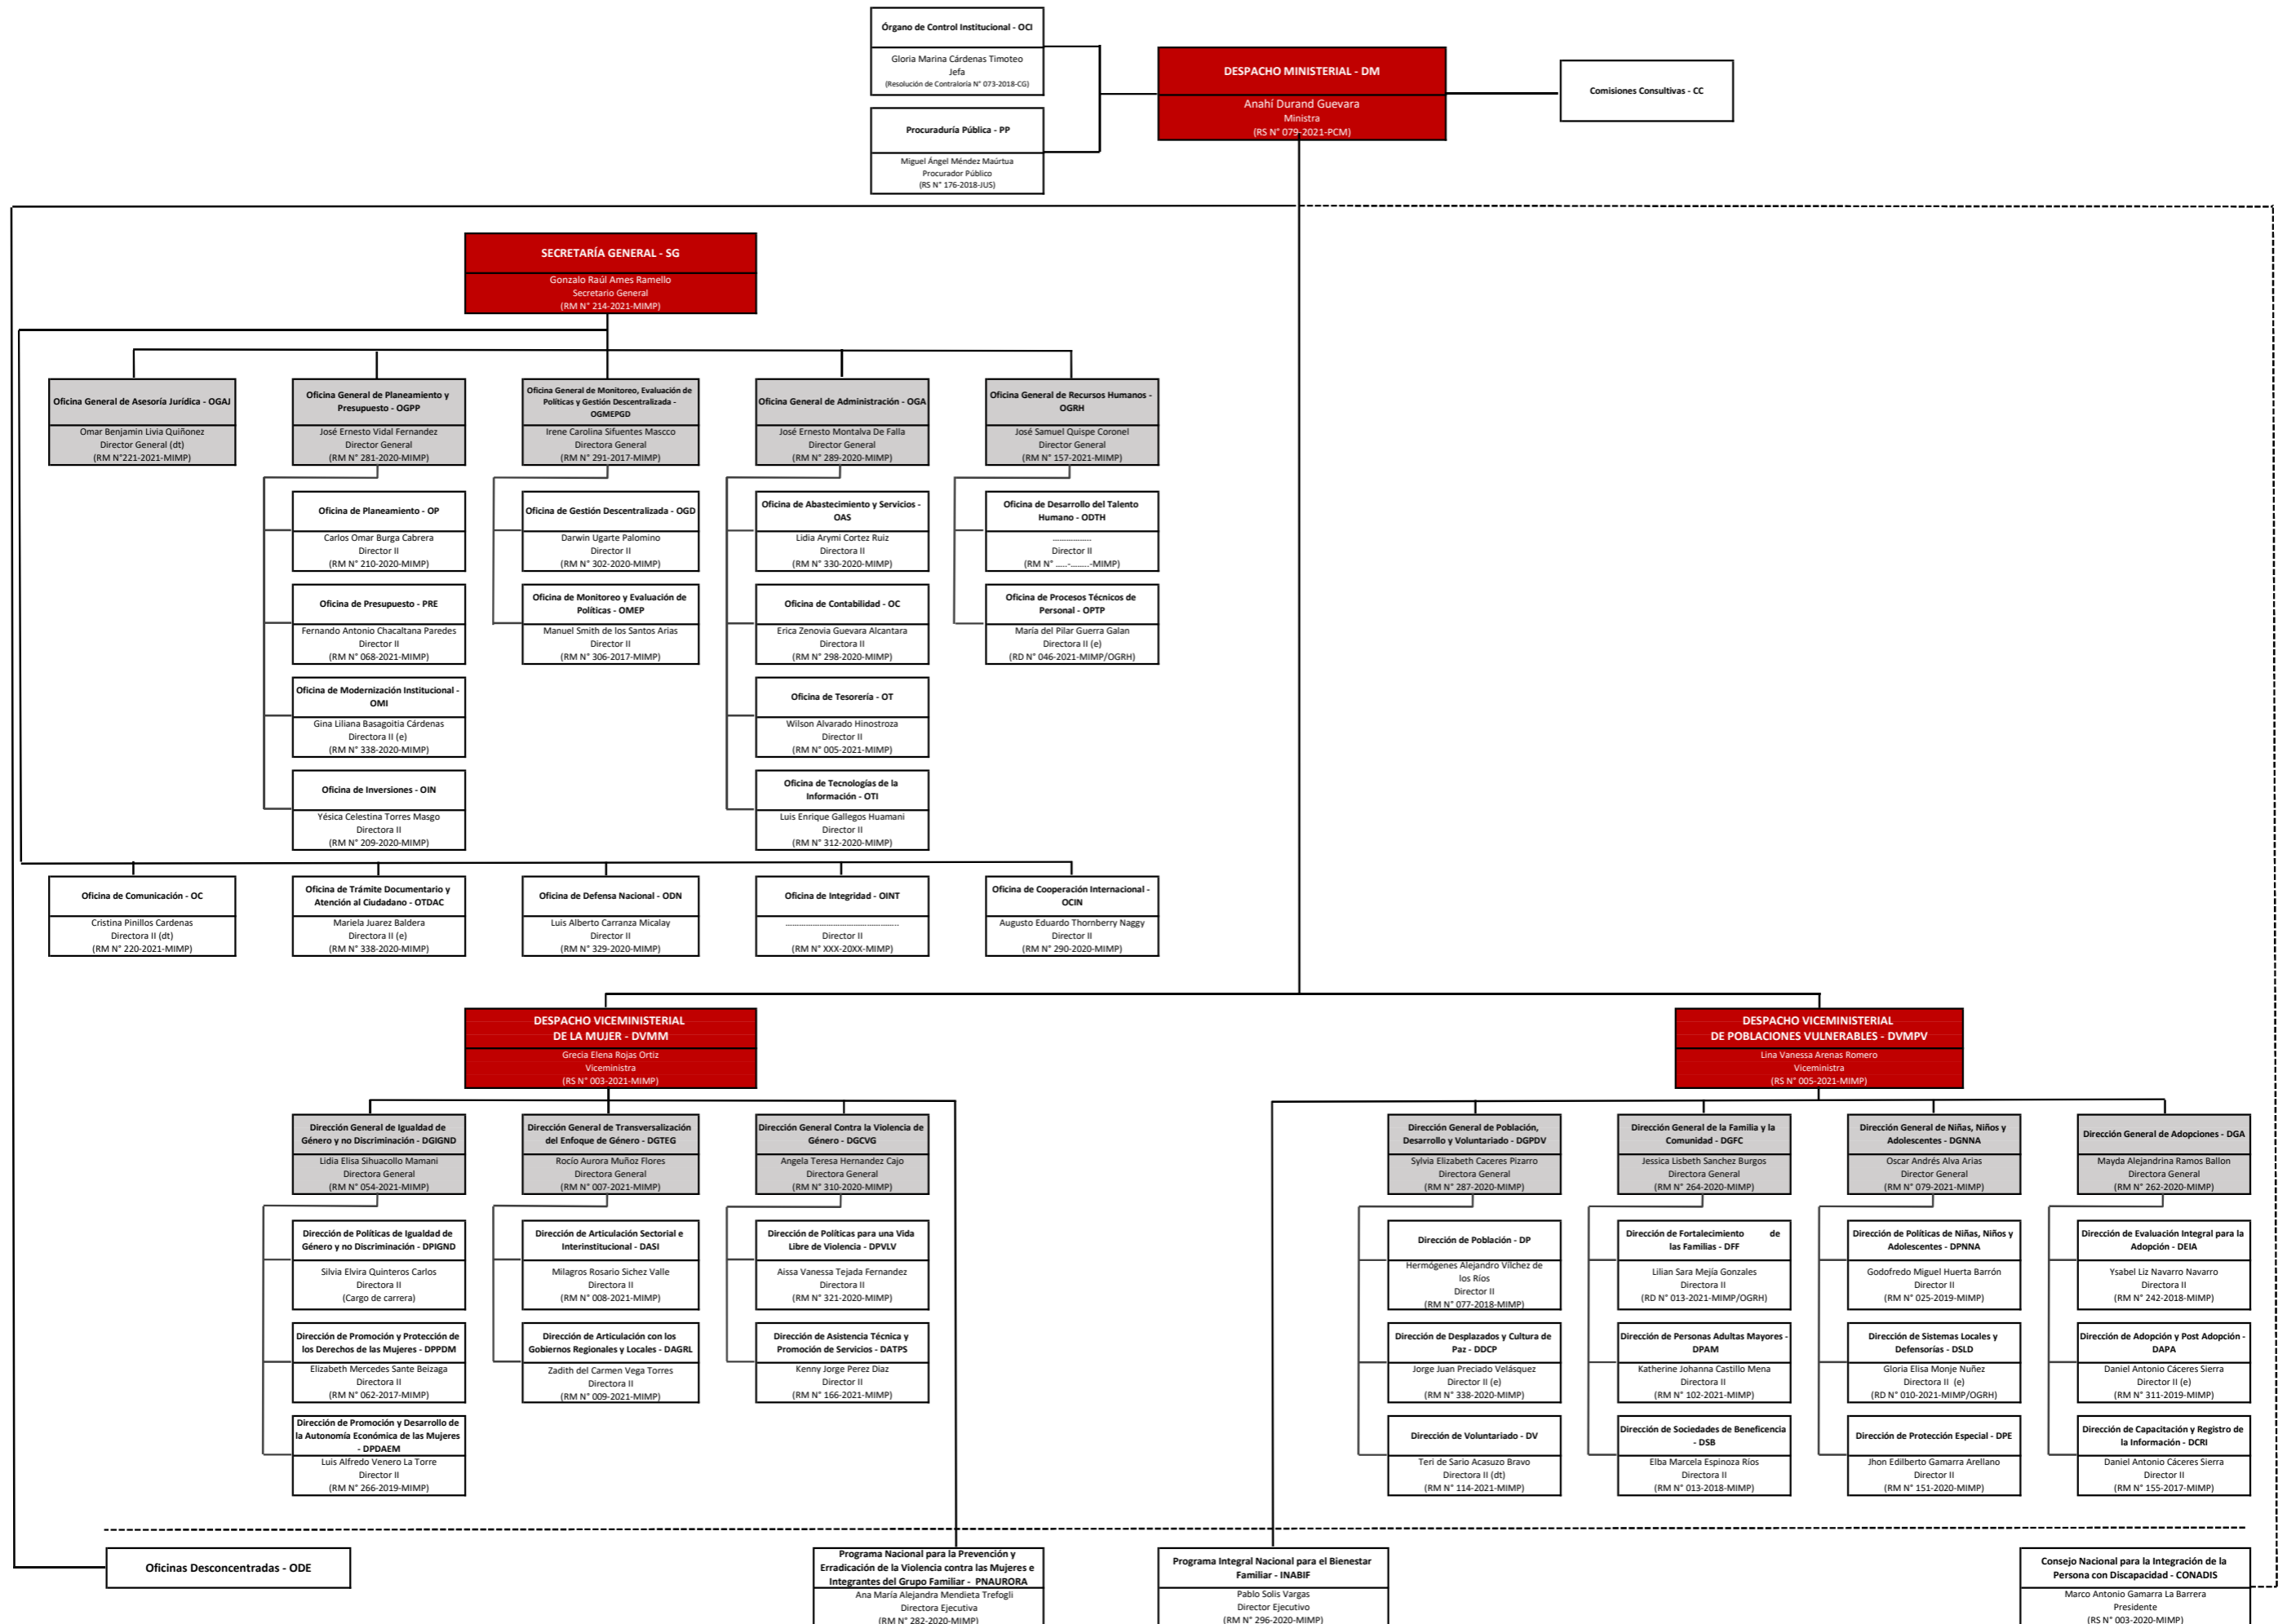 Órgano de Control Institucional - OCI
Gloria Marina Cárdenas Timoteo
Jefa
(Resolución de Contraloría N° 073-2018-CG)
Procuraduría Pública - PP
Miguel Ángel Méndez Maúrtua
Procurador Público
(RS N° 176-2018-JUS)
DESPACHO MINISTERIAL - DM
Anahí Durand Guevara
Ministra
(RS N° 079-2021-PCM)
Comisiones Consultivas - CC
SECRETARÍA GENERAL - SG
Gonzalo Raúl Ames Ramello
Secretario General
(RM N° 214-2021-MIMP)
Oficina General de Asesoría Jurídica - OGAJ
Omar Benjamin Livia Quiñonez
Director General (dt)
(RM N°221-2021-MIMP)
Oficina General de Planeamiento y
Presupuesto - OGPP
José Ernesto Vidal Fernandez
Director General
(RM N° 281-2020-MIMP)
Oficina General de Monitoreo, Evaluación de
Políticas y Gestión Descentralizada -
OGMEPGD
Irene Carolina Sifuentes Mascco
Directora General
(RM N° 291-2017-MIMP)
Oficina General de Administración - OGA
José Ernesto Montalva De Falla
Director General
(RM N° 289-2020-MIMP)
Oficina General de Recursos Humanos -
OGRH
José Samuel Quispe Coronel
Director General
(RM N° 157-2021-MIMP)
Oficina de Planeamiento - OP
Carlos Omar Burga Cabrera
Director II
(RM N° 210-2020-MIMP)
Oficina de Gestión Descentralizada - OGD
Darwin Ugarte Palomino
Director II
(RM N° 302-2020-MIMP)
Oficina de Abastecimiento y Servicios -
OAS
Lidia Arymi Cortez Ruiz
Directora II
(RM N° 330-2020-MIMP)
Oficina de Desarrollo del Talento
Humano - ODTH
................
Director II
(RM N° .....-........-MIMP)
Oficina de Presupuesto - PRE
Fernando Antonio Chacaltana Paredes
Director II
(RM N° 068-2021-MIMP)
Oficina de Monitoreo y Evaluación de
Políticas - OMEP
Manuel Smith de los Santos Arias
Director II
(RM N° 306-2017-MIMP)
Oficina de Contabilidad - OC
Erica Zenovia Guevara Alcantara
Directora II
(RM N° 298-2020-MIMP)
Oficina de Procesos Técnicos de
Personal - OPTP
María del Pilar Guerra Galan
Directora II (e)
(RD N° 046-2021-MIMP/OGRH)
Oficina de Modernización Institucional -
OMI
Gina Liliana Basagoitia Cárdenas
Directora II (e)
(RM N° 338-2020-MIMP)
Oficina de Tesorería - OT
Wilson Alvarado Hinostroza
Director II
(RM N° 005-2021-MIMP)
Oficina de Inversiones - OIN
Yésica Celestina Torres Masgo
Directora II
(RM N° 209-2020-MIMP)
Oficina de Tecnologías de la
Información - OTI
Luis Enrique Gallegos Huamani
Director II
(RM N° 312-2020-MIMP)
Oficina de Comunicación - OC
Cristina Pinillos Cardenas
Directora II (dt)
(RM N° 220-2021-MIMP)
Oficina de Trámite Documentario y
Atención al Ciudadano - OTDAC
Mariela Juarez Baldera
Directora II (e)
(RM N° 338-2020-MIMP)
Oficina de Defensa Nacional - ODN
Luis Alberto Carranza Micalay
Director II
(RM N° 329-2020-MIMP)
Oficina de Integridad - OINT
..............................................
Director II
(RM N° XXX-20XX-MIMP)
Oficina de Cooperación Internacional -
OCIN
Augusto Eduardo Thornberry Naggy
Director II
(RM N° 290-2020-MIMP)
DESPACHO VICEMINISTERIAL
DE LA MUJER - DVMM
Grecia Elena Rojas Ortiz
Viceministra
(RS N° 003-2021-MIMP)
DESPACHO VICEMINISTERIAL
DE POBLACIONES VULNERABLES - DVMPV
Lina Vanessa Arenas Romero
Viceministra
(RS N° 005-2021-MIMP)
Dirección General de Igualdad de
Género y no Discriminación - DGIGND
Lidia Elisa Sihuacollo Mamani
Directora General
(RM N° 054-2021-MIMP)
Dirección General de Transversalización
del Enfoque de Género - DGTEG
Rocío Aurora Muñoz Flores
Directora General
(RM N° 007-2021-MIMP)
Dirección General Contra la Violencia de
Género - DGCVG
Angela Teresa Hernandez Cajo
Directora General
(RM N° 310-2020-MIMP)
Dirección General de Población,
Desarrollo y Voluntariado - DGPDV
Sylvia Elizabeth Caceres Pizarro
Directora General
(RM N° 287-2020-MIMP)
Dirección General de la Familia y la
Comunidad - DGFC
Jessica Lisbeth Sanchez Burgos
Directora General
(RM N° 264-2020-MIMP)
Dirección General de Niñas, Niños y
Adolescentes - DGNNA
Oscar Andrés Alva Arias
Director General
(RM N° 079-2021-MIMP)
Dirección General de Adopciones - DGA
Mayda Alejandrina Ramos Ballon
Directora General
(RM N° 262-2020-MIMP)
Dirección de Políticas de Igualdad de
Género y no Discriminación - DPIGND
Silvia Elvira Quinteros Carlos
Directora II
(Cargo de carrera)
Dirección de Articulación Sectorial e
Interinstitucional - DASI
Milagros Rosario Sichez Valle
Directora II
(RM N° 008-2021-MIMP)
Dirección de Políticas para una Vida
Libre de Violencia - DPVLV
Aissa Vanessa Tejada Fernandez
Directora II
(RM N° 321-2020-MIMP)
Dirección de Población - DP
Hermógenes Alejandro Vílchez de
los Ríos
Director II
(RM N° 077-2018-MIMP)
Dirección de Fortalecimiento de
las Familias - DFF
Lilian Sara Mejía Gonzales
Directora II
(RD N° 013-2021-MIMP/OGRH)
Dirección de Políticas de Niñas, Niños y
Adolescentes - DPNNA
Godofredo Miguel Huerta Barrón
Director II
(RM N° 025-2019-MIMP)
Dirección de Evaluación Integral para la
Adopción - DEIA
Ysabel Liz Navarro Navarro
Directora II
(RM N° 242-2018-MIMP)
Dirección de Promoción y Protección de
los Derechos de las Mujeres - DPPDM
Elizabeth Mercedes Sante Beizaga
Directora II
(RM N° 062-2017-MIMP)
Dirección de Articulación con los
Gobiernos Regionales y Locales - DAGRL
Zadith del Carmen Vega Torres
Directora II
(RM N° 009-2021-MIMP)
Dirección de Asistencia Técnica y
Promoción de Servicios - DATPS
Kenny Jorge Perez Díaz
Director II
(RM N° 166-2021-MIMP)
Dirección de Desplazados y Cultura de
Paz - DDCP
Jorge Juan Preciado Velásquez
Director II (e)
(RM N° 338-2020-MIMP)
Dirección de Personas Adultas Mayores -
DPAM
Katherine Johanna Castillo Mena
Directora II
(RM N° 102-2021-MIMP)
Dirección de Sistemas Locales y
Defensorías - DSLD
Gloria Elisa Monje Nuñez
Directora II (e)
(RD N° 010-2021-MIMP/OGRH)
Dirección de Adopción y Post Adopción -
DAPA
Daniel Antonio Cáceres Sierra
Director II (e)
(RM N° 311-2019-MIMP)
Dirección de Promoción y Desarrollo de
la Autonomía Económica de las Mujeres
- DPDAEM
Luis Alfredo Venero La Torre
Director II
(RM N° 266-2019-MIMP)
Dirección de Voluntariado - DV
Teri de Sario Acasuzo Bravo
Directora II (dt)
(RM N° 114-2021-MIMP)
Dirección de Sociedades de Beneficencia
- DSB
Elba Marcela Espinoza Ríos
Directora II
(RM N° 013-2018-MIMP)
Dirección de Protección Especial - DPE
Jhon Edilberto Gamarra Arellano
Director II
(RM N° 151-2020-MIMP)
Dirección de Capacitación y Registro de
la Información - DCRI
Daniel Antonio Cáceres Sierra
Director II
(RM N° 155-2017-MIMP)
Oficinas Desconcentradas - ODE
Programa Nacional para la Prevención y
Erradicación de la Violencia contra las Mujeres e
Integrantes del Grupo Familiar - PNAURORA
Ana María Alejandra Mendieta Trefogli
Directora Ejecutiva
(RM N° 282-2020-MIMP)
Programa Integral Nacional para el Bienestar
Familiar - INABIF
Pablo Solis Vargas
Director Ejecutivo
(RM N° 296-2020-MIMP)
Consejo Nacional para la Integración de la
Persona con Discapacidad - CONADIS
Marco Antonio Gamarra La Barrera
Presidente
(RS N° 003-2020-MIMP)